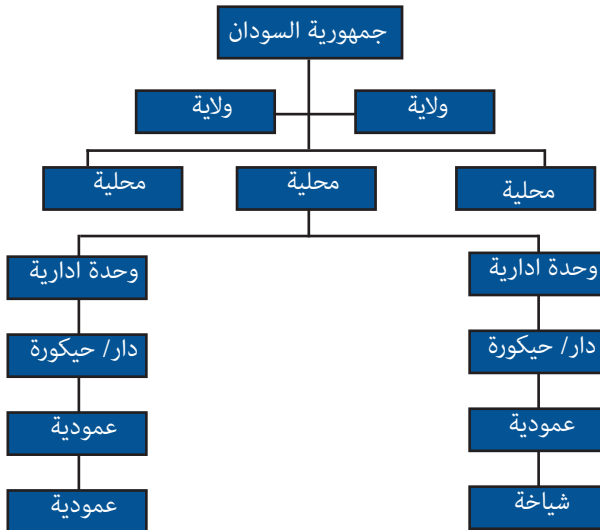 جمهورية السودان
ولاية
ولاية
محلية
محلية
محلية
وحدة ادارية
وحدة ادارية
دار/ حيكورة
دار/ حيكورة
عمودية
عمودية
شياخة
عمودية